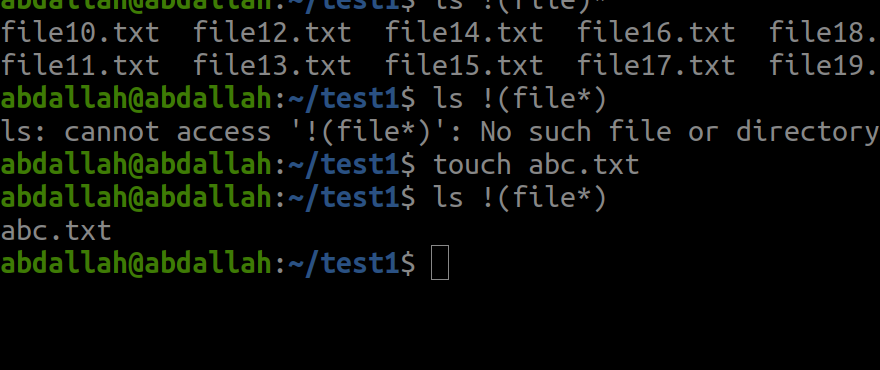 abdallah@abdallah:~/test1$ ls !(file)*
file10.txt  file12.txt  file14.txt  file16.txt  file18.
file11.txt  file13.txt  file15.txt  file17.txt  file19.
abdallah@abdallah:~/test1$ ls !(file*)
ls: cannot access '!(file*)': No such file or directory
abdallah@abdallah:~/test1$ touch abc.txt
abdallah@abdallah:~/test1$ ls !(file*)
abc.txt
abdallah@abdallah:~/test1$